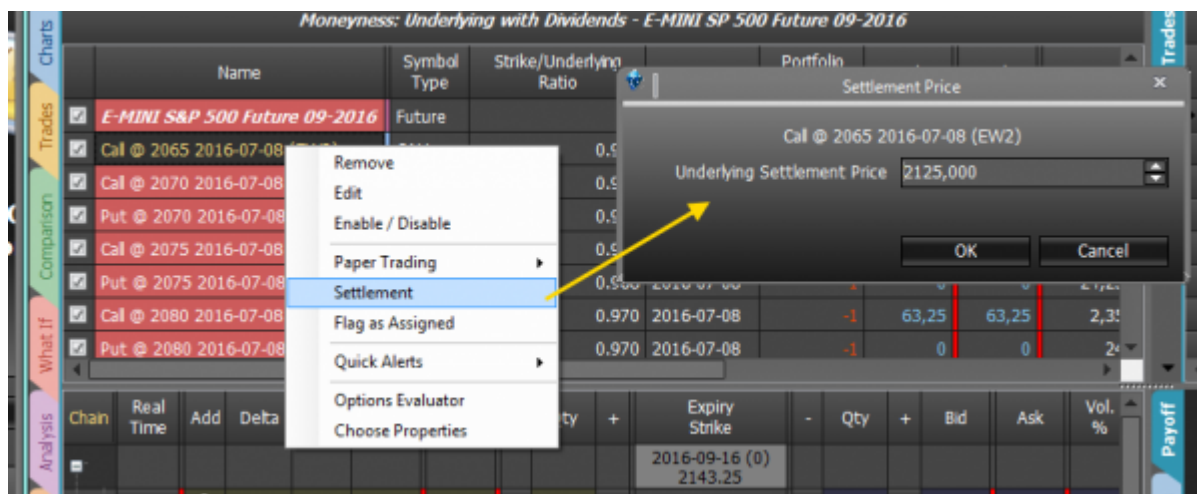 Moneyness: Underlying with Dividends - E-MINI SP 500 Future 09-2016
Charts
Trades
Comparison
What If
Analysis
Trades
Payoff
Name
Symbol Type
Strike/Underlying Ratio
Portfolio
E-MINI S&P 500 Future 09-2016 Future
Call @ 2065 2016-07-08 (EW2)
Call @ 2070 2016-07-08
Put @ 2070 2016-07-08
Call @ 2075 2016-07-08
Put @ 2075 2016-07-08
Call @ 2080 2016-07-08 0.970 2016-07-08 -1 63,25 63,25
Put @ 2080 2016-07-08 0.970 2016-07-08 -1 0 0
Remove
Edit
Enable / Disable
Paper Trading
Settlement
Flag as Assigned
Quick Alerts
Options Evaluator
Choose Properties
Settlement Price
Call @ 2065 2016-07-08 (EW2)
Underlying Settlement Price 2125,000
OK Cancel
Chain Real Time Add Delta + Expiry Strike - Qty + Bid Ask Vol. %
2016-09-16 (0)
2143.25